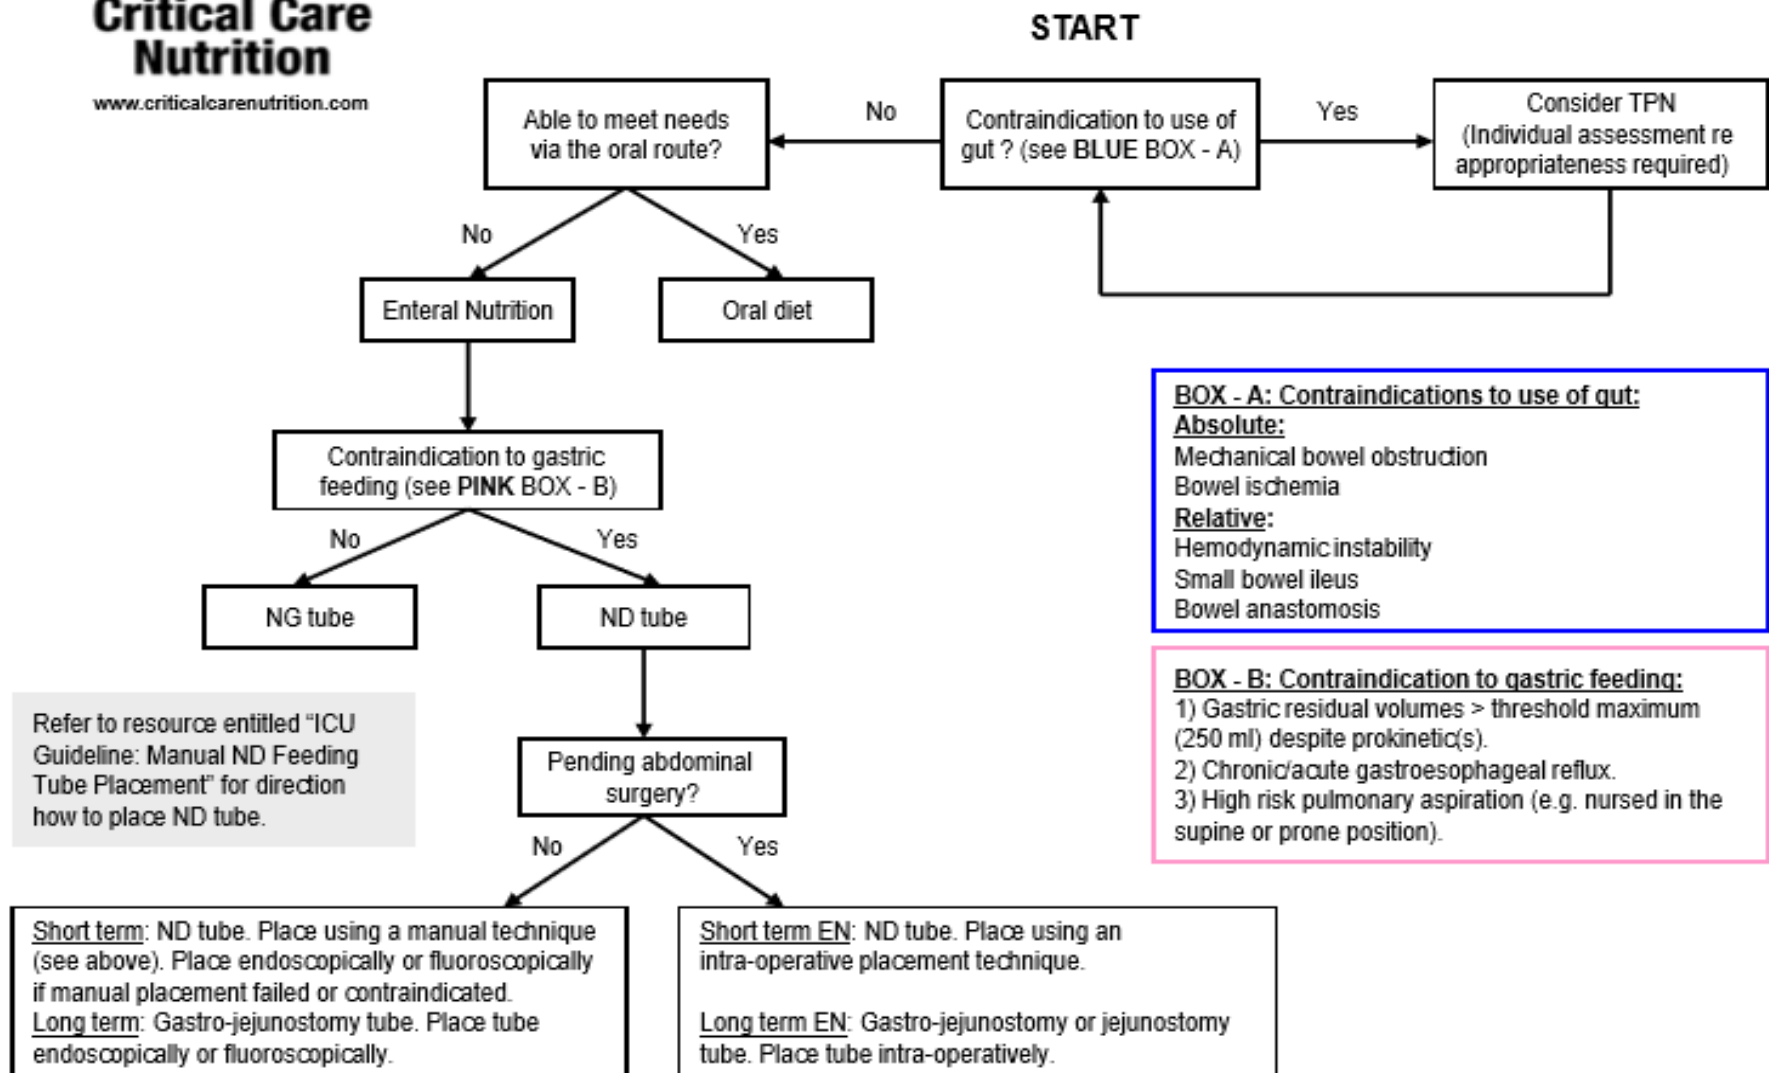 Critical Care
Nutrition
www.criticalcarenutrition.com
START
Able to meet needs
via the oral route?
No
Contraindication to use of
gut ? (see BLUE BOX - A)
Yes
Consider TPN
(Individual assessment re
appropriateness required)
No
Yes
Enteral Nutrition
Oral diet
Contraindication to gastric
feeding (see PINK BOX - B)
No
Yes
NG tube
ND tube
BOX - A: Contraindications to use of gut:
Absolute:
Mechanical bowel obstruction
Bowel ischemia
Relative:
Hemodynamic instability
Small bowel ileus
Bowel anastomosis
BOX - B: Contraindication to gastric feeding:
1) Gastric residual volumes > threshold maximum
(250 ml) despite prokinetic(s).
2) Chronic/acute gastroesophageal reflux.
3) High risk pulmonary aspiration (e.g. nursed in the
supine or prone position).
Refer to resource entitled “ICU
Guideline: Manual ND Feeding
Tube Placement” for direction
how to place ND tube.
Pending abdominal
surgery?
No
Yes
Short term: ND tube. Place using a manual technique
(see above). Place endoscopically or fluoroscopically
if manual placement failed or contraindicated.
Long term: Gastro-jejunostomy tube. Place tube
endoscopically or fluoroscopically.
Short term EN: ND tube. Place using an
intra-operative placement technique.
Long term EN: Gastro-jejunostomy or jejunostomy
tube. Place tube intra-operatively.